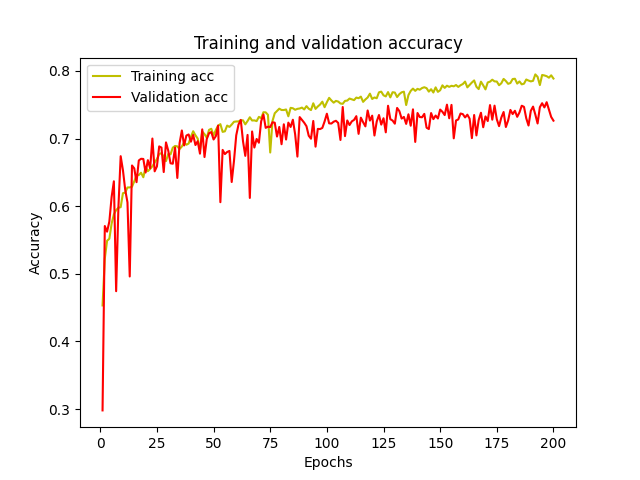 Training and validation accuracy
Training acc
Validation acc
0.8
0.7
0.6
0.5
0.4
0.3
Accuracy
0 25 50 75 100 125 150 175 200
Epochs